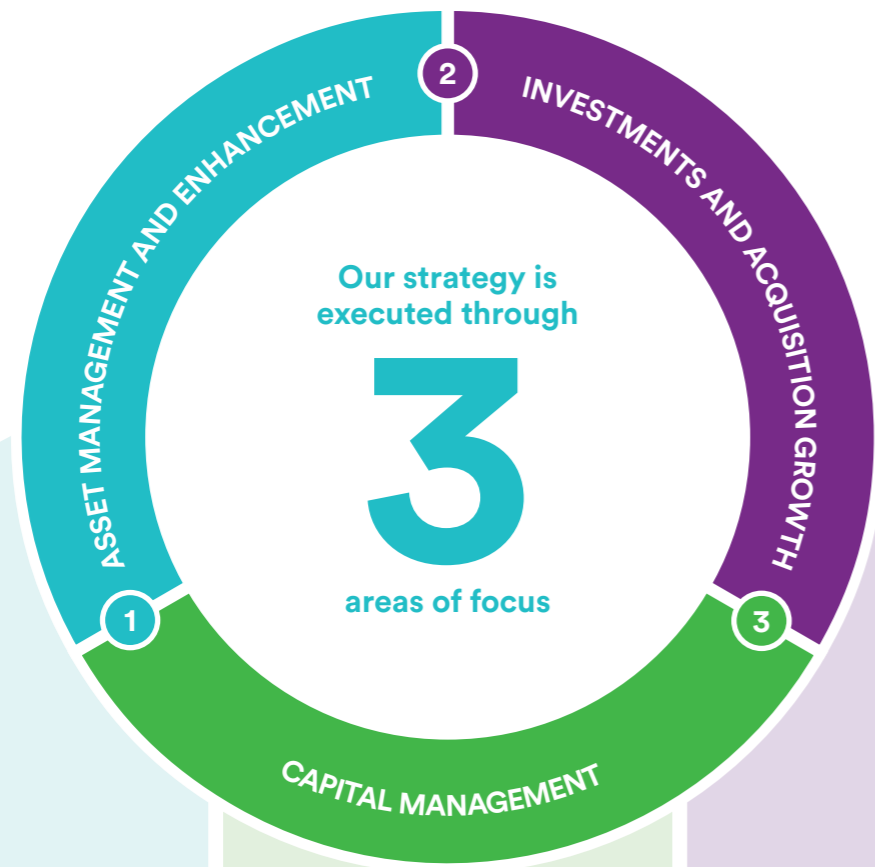 Our strategy is
executed through
3
areas of focus
1
ASSET MANAGEMENT AND ENHANCEMENT
2
INVESTMENTS AND ACQUISITION GROWTH
3
CAPITAL MANAGEMENT